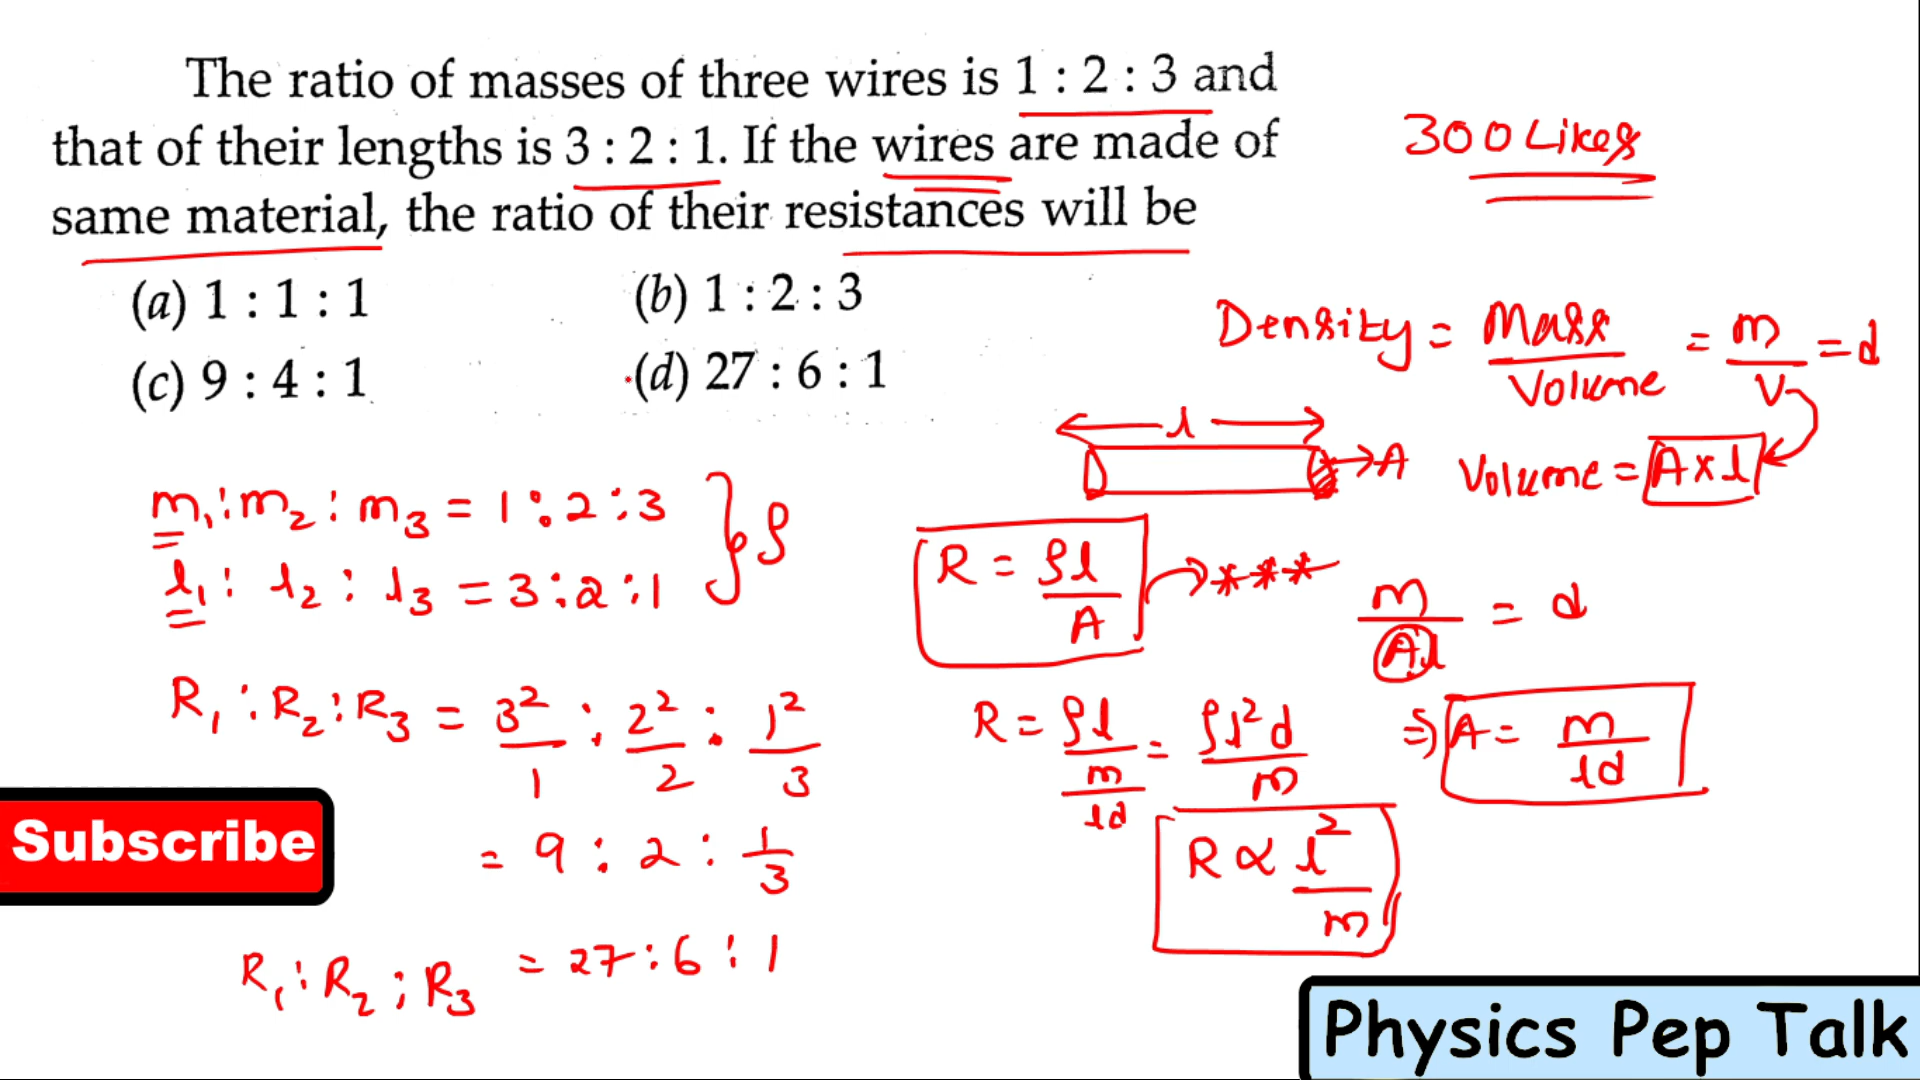 The ratio of masses of three wires is 1 : 2 : 3 and
that of their lengths is 3 : 2 : 1. If the wires are made of
same material, the ratio of their resistances will be
(a) 1 : 1 : 1
(b) 1 : 2 : 3
(c) 9 : 4 : 1
(d) 27 : 6 : 1
300 Likes
Density = Mass / Volume = m / V = d
l
→ A
Volume = A × l
m₁ : m₂ : m₃ = 1 : 2 : 3
l₁ : l₂ : l₃ = 3 : 2 : 1
} ρ
R = ρl / A
→ ***
m / Al = d
⇒ A = m / ld
R = ρl / (m / ld) = ρl²d / m
R ∝ l² / m
R₁ : R₂ : R₃ = 3² / 1 : 2² / 2 : 1² / 3
= 9 : 2 : 1 / 3
R₁ : R₂ : R₃ = 27 : 6 : 1
Subscribe
Physics Pep Talk